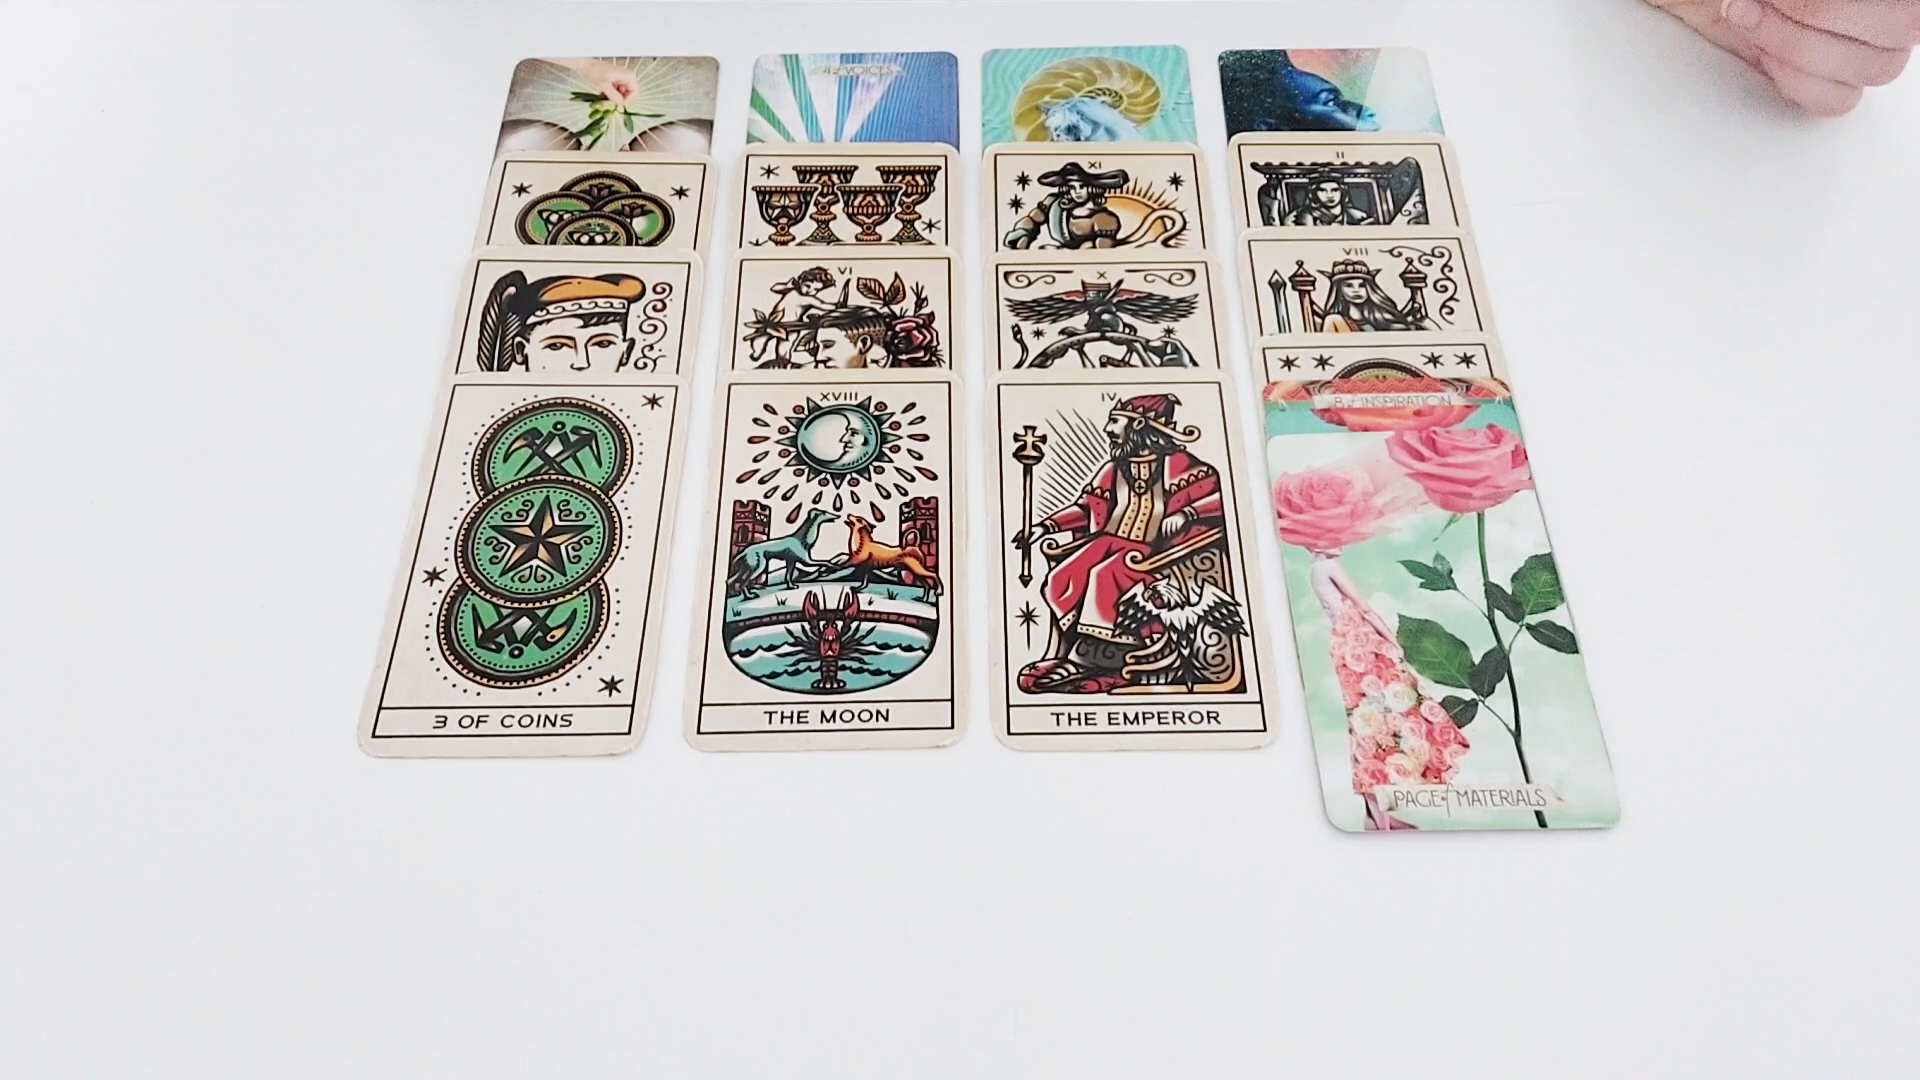 4 of VOICES
XI
II
VI
X
VIII
XVIII
IV
8 of INSPIRATION
3 OF COINS
THE MOON
THE EMPEROR
PAGE of MATERIALS